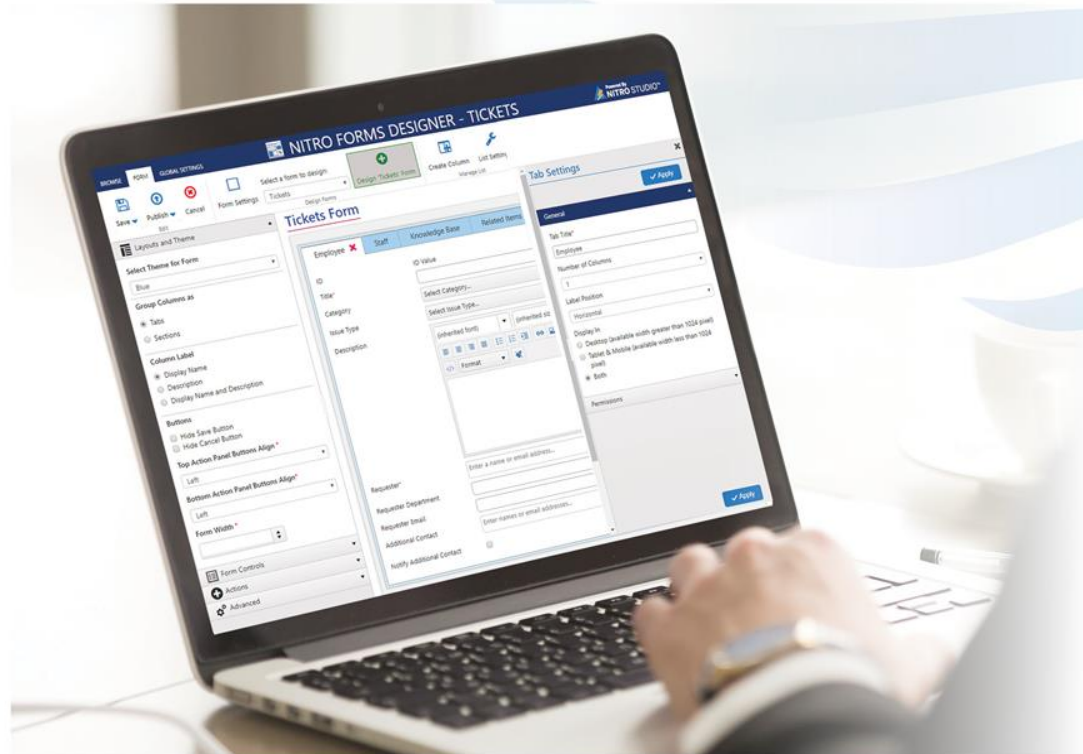 Powered By
NITRO STUDIO™
NITRO FORMS DESIGNER - TICKETS
BROWSE FORM GLOBAL SETTINGS
Save Publish Cancel
Edit
Form Settings
Select a form to design:
Tickets
Design 'Tickets' Form
Design Forms
Create Column List Setting
Manage List
Layouts and Theme
Select Theme for Form
Blue
Group Columns as
Tabs
Sections
Column Label
Display Name
Description
Display Name and Description
Buttons
Hide Save Button
Hide Cancel Button
Top Action Panel Buttons Align *
Left
Bottom Action Panel Buttons Align*
Left
Form Width *
Form Controls
Actions
Advanced
Tickets Form
Employee Staff Knowledge Base Related Items
ID ID Value
Title*
Category Select Category...
Issue Type Select Issue Type...
Description (inherited font) (inherited
Format
Requester* Enter a name or email address...
Requester Department
Requester Email
Additional Contact Enter names or email addresses...
Notify Additional Contact
Tab Settings
Apply
General
Tab Title*
Employee
Number of Columns
1
Label Position
Horizontal
Display In
Desktop (available width greater than 1024 pixel)
Tablet & Mobile (available width less than 1024
pixel)
Both
Permissions
Apply